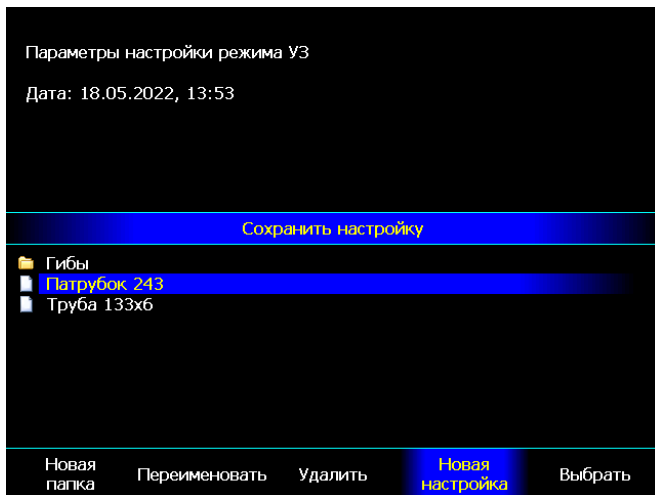 Параметры настройки режима УЗ
Дата: 18.05.2022, 13:53
Сохранить настройку
Гибы
Патрубок 243
Труба 133х6
Новая папка
Переименовать
Удалить
Новая настройка
Выбрать